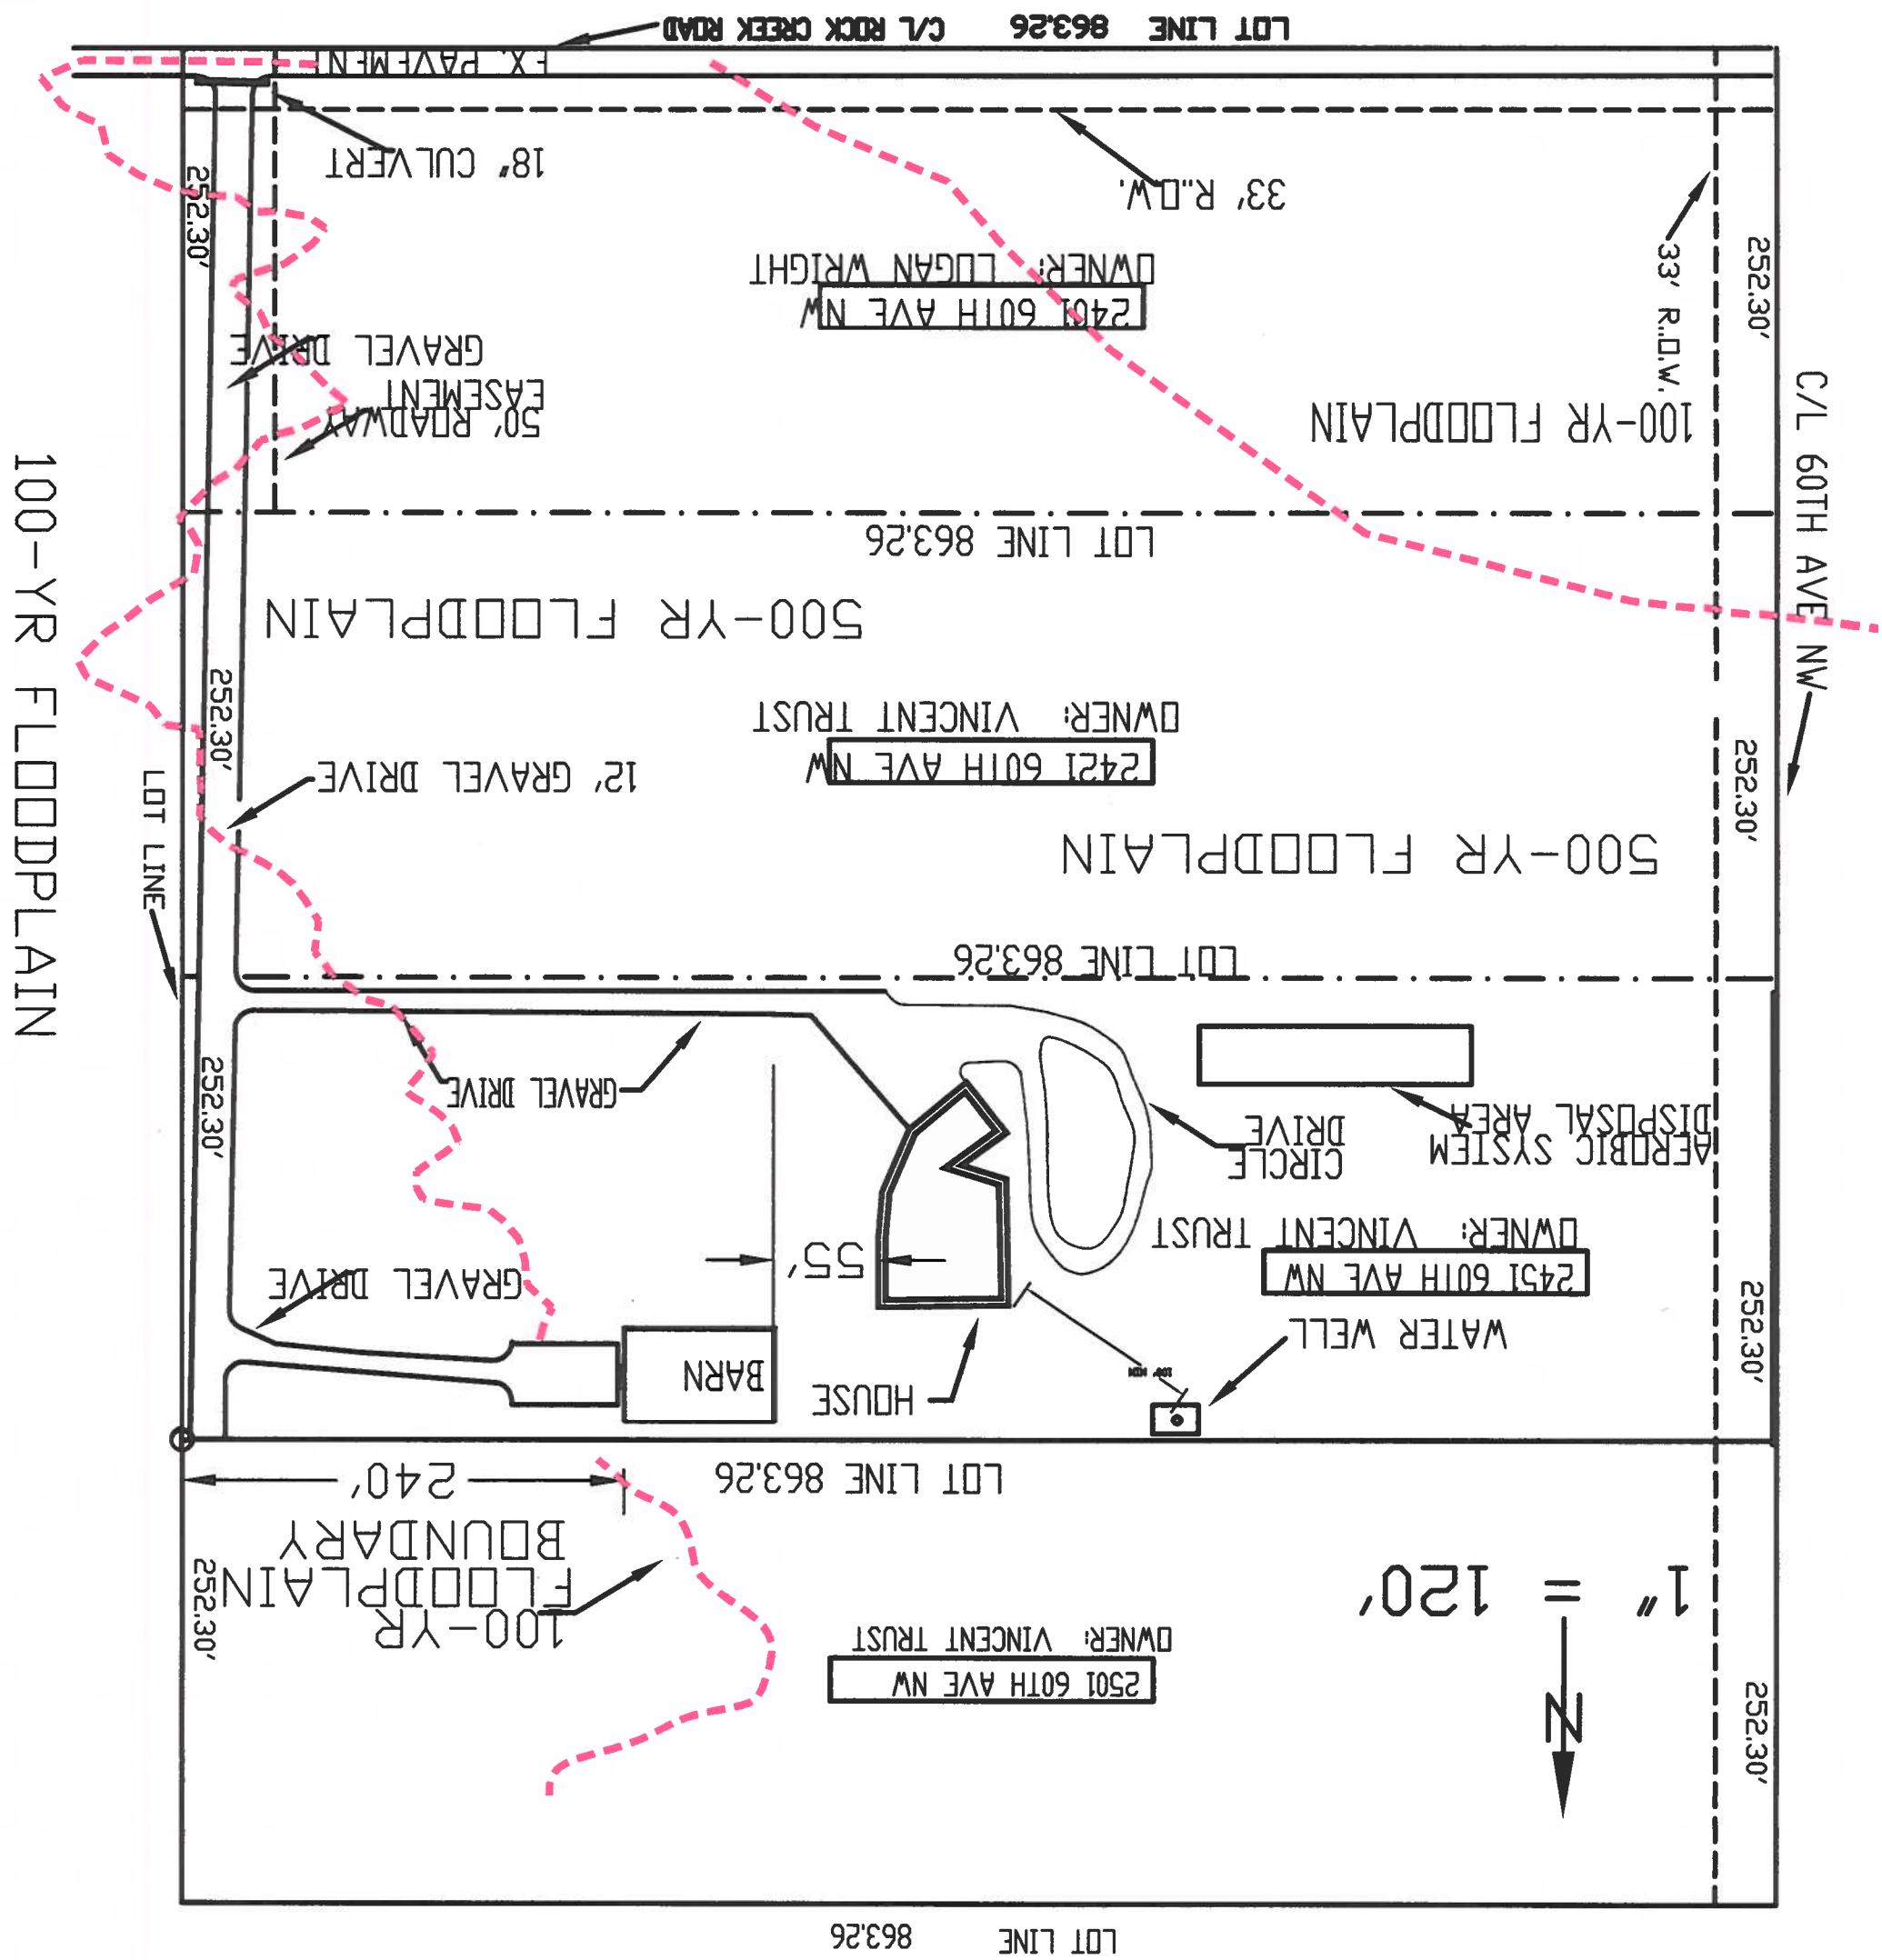 LOT LINE 863.26
1" = 120'
N
2501 60TH AVE NW
OWNER: VINCENT TRUST
100-YR
FLOODPLAIN
BOUNDARY
252.30'
252.30'
240'
LOT LINE 863.26
WATER WELL
100' MIN
HOUSE
BARN
2451 60TH AVE NW
OWNER: VINCENT TRUST
55'
GRAVEL DRIVE
252.30'
252.30'
AEROBIC SYSTEM
DISPOSAL AREA
CIRCLE
DRIVE
GRAVEL DRIVE
LOT LINE 863.26
LOT LINE
500-YR FLOODPLAIN
2421 60TH AVE NW
OWNER: VINCENT TRUST
12' GRAVEL DRIVE
252.30'
252.30'
500-YR FLOODPLAIN
LOT LINE 863.26
C/L 60TH AVE NW
100-YR FLOODPLAIN
100-YR FLOODPLAIN
50' ROADWAY
EASEMENT
GRAVEL DRIVE
33' R.O.W.
2401 60TH AVE NW
OWNER: LOGAN WRIGHT
252.30'
252.30'
33' R.O.W.
18" CULVERT
EX. PAVEMEN
LOT LINE 863.26
C/L ROCK CREEK ROAD